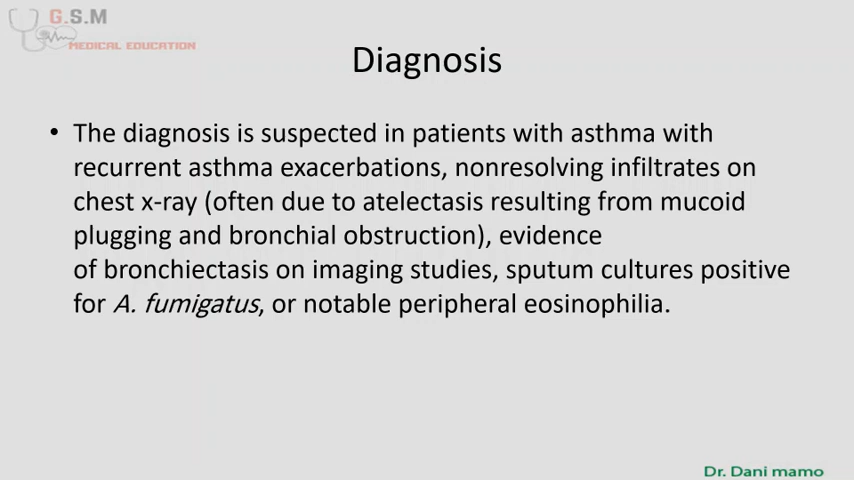 G.S.M
MEDICAL EDUCATION
Diagnosis
• The diagnosis is suspected in patients with asthma with
recurrent asthma exacerbations, nonresolving infiltrates on
chest x-ray (often due to atelectasis resulting from mucoid
plugging and bronchial obstruction), evidence
of bronchiectasis on imaging studies, sputum cultures positive
for A. fumigatus, or notable peripheral eosinophilia.
Dr. Dani mamo